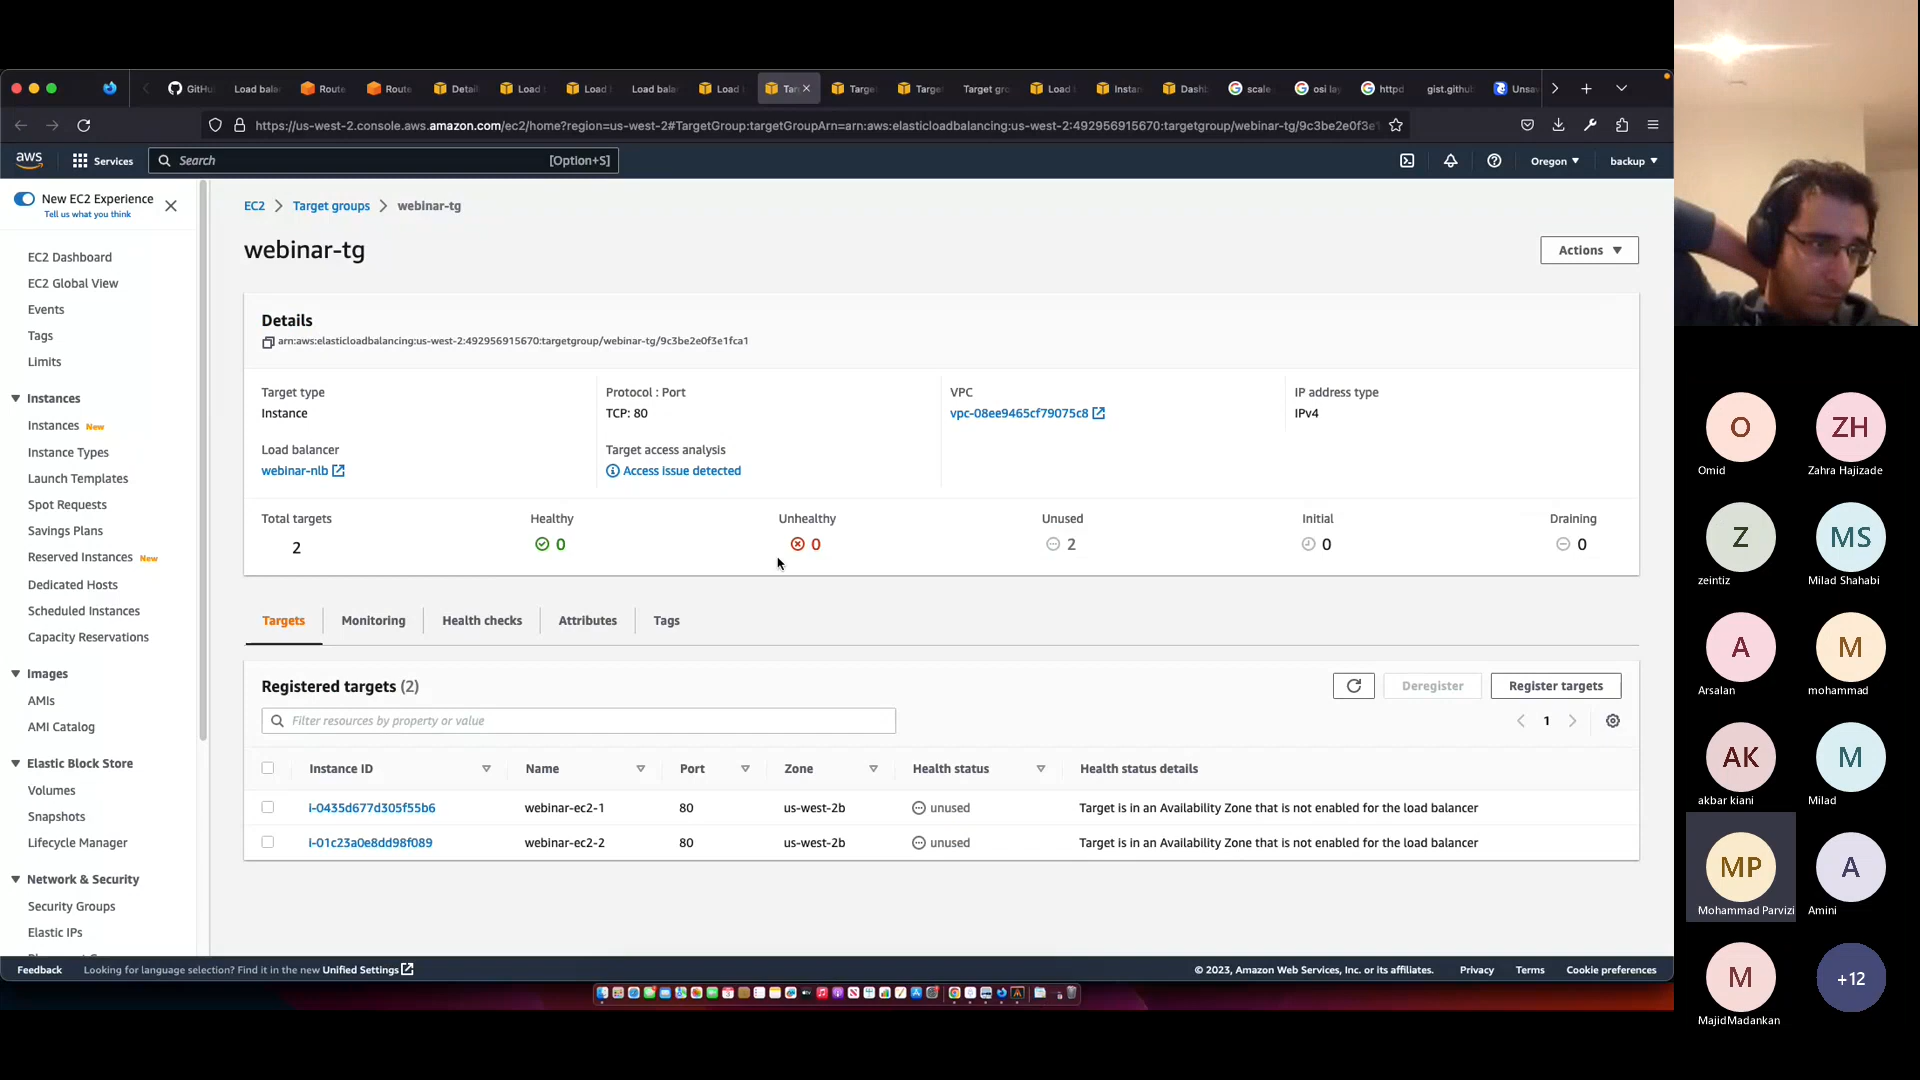 GitHu
Load bala
Route
Route
Detai
Load
Load
Load bala
Load
Tar
Targe
Targe
Target gro
Load
Instan
Dashb
scale
osi lay
httpd
gist.githu
Unsa
https://us-west-2.console.aws.amazon.com/ec2/home?region=us-west-2#TargetGroup:targetGroupArn=arn:aws:elasticloadbalancing:us-west-2:492956915670:targetgroup/webinar-tg/9c3be2e0f3e1
aws
Services
Search
[Option+S]
Oregon
backup
New EC2 Experience
Tell us what you think
EC2 Dashboard
EC2 Global View
Events
Tags
Limits
Instances
Instances New
Instance Types
Launch Templates
Spot Requests
Savings Plans
Reserved Instances New
Dedicated Hosts
Scheduled Instances
Capacity Reservations
Images
AMIs
AMI Catalog
Elastic Block Store
Volumes
Snapshots
Lifecycle Manager
Network & Security
Security Groups
Elastic IPs
EC2 > Target groups > webinar-tg
webinar-tg
Actions
Details
arn:aws:elasticloadbalancing:us-west-2:492956915670:targetgroup/webinar-tg/9c3be2e0f3e1fca1
Target type
Instance
Protocol : Port
TCP: 80
VPC
vpc-08ee9465cf79075c8
IP address type
IPv4
Load balancer
webinar-nlb
Target access analysis
Access issue detected
Total targets
2
Healthy
0
Unhealthy
0
Unused
2
Initial
0
Draining
0
Targets
Monitoring
Health checks
Attributes
Tags
Registered targets (2)
Deregister
Register targets
Filter resources by property or value
1
Instance ID
Name
Port
Zone
Health status
Health status details
i-0435d677d305f55b6 webinar-ec2-1 80 us-west-2b unused Target is in an Availability Zone that is not enabled for the load balancer
i-01c23a0e8dd98f089 webinar-ec2-2 80 us-west-2b unused Target is in an Availability Zone that is not enabled for the load balancer
Feedback
Looking for language selection? Find it in the new Unified Settings
© 2023, Amazon Web Services, Inc. or its affiliates.
Privacy
Terms
Cookie preferences
O
Omid
ZH
Zahra Hajizade
Z
zeintiz
MS
Milad Shahabi
A
Arsalan
M
mohammad
AK
akbar kiani
M
Milad
MP
Mohammad Parvizi
A
Amini
M
MajidMadankan
+12